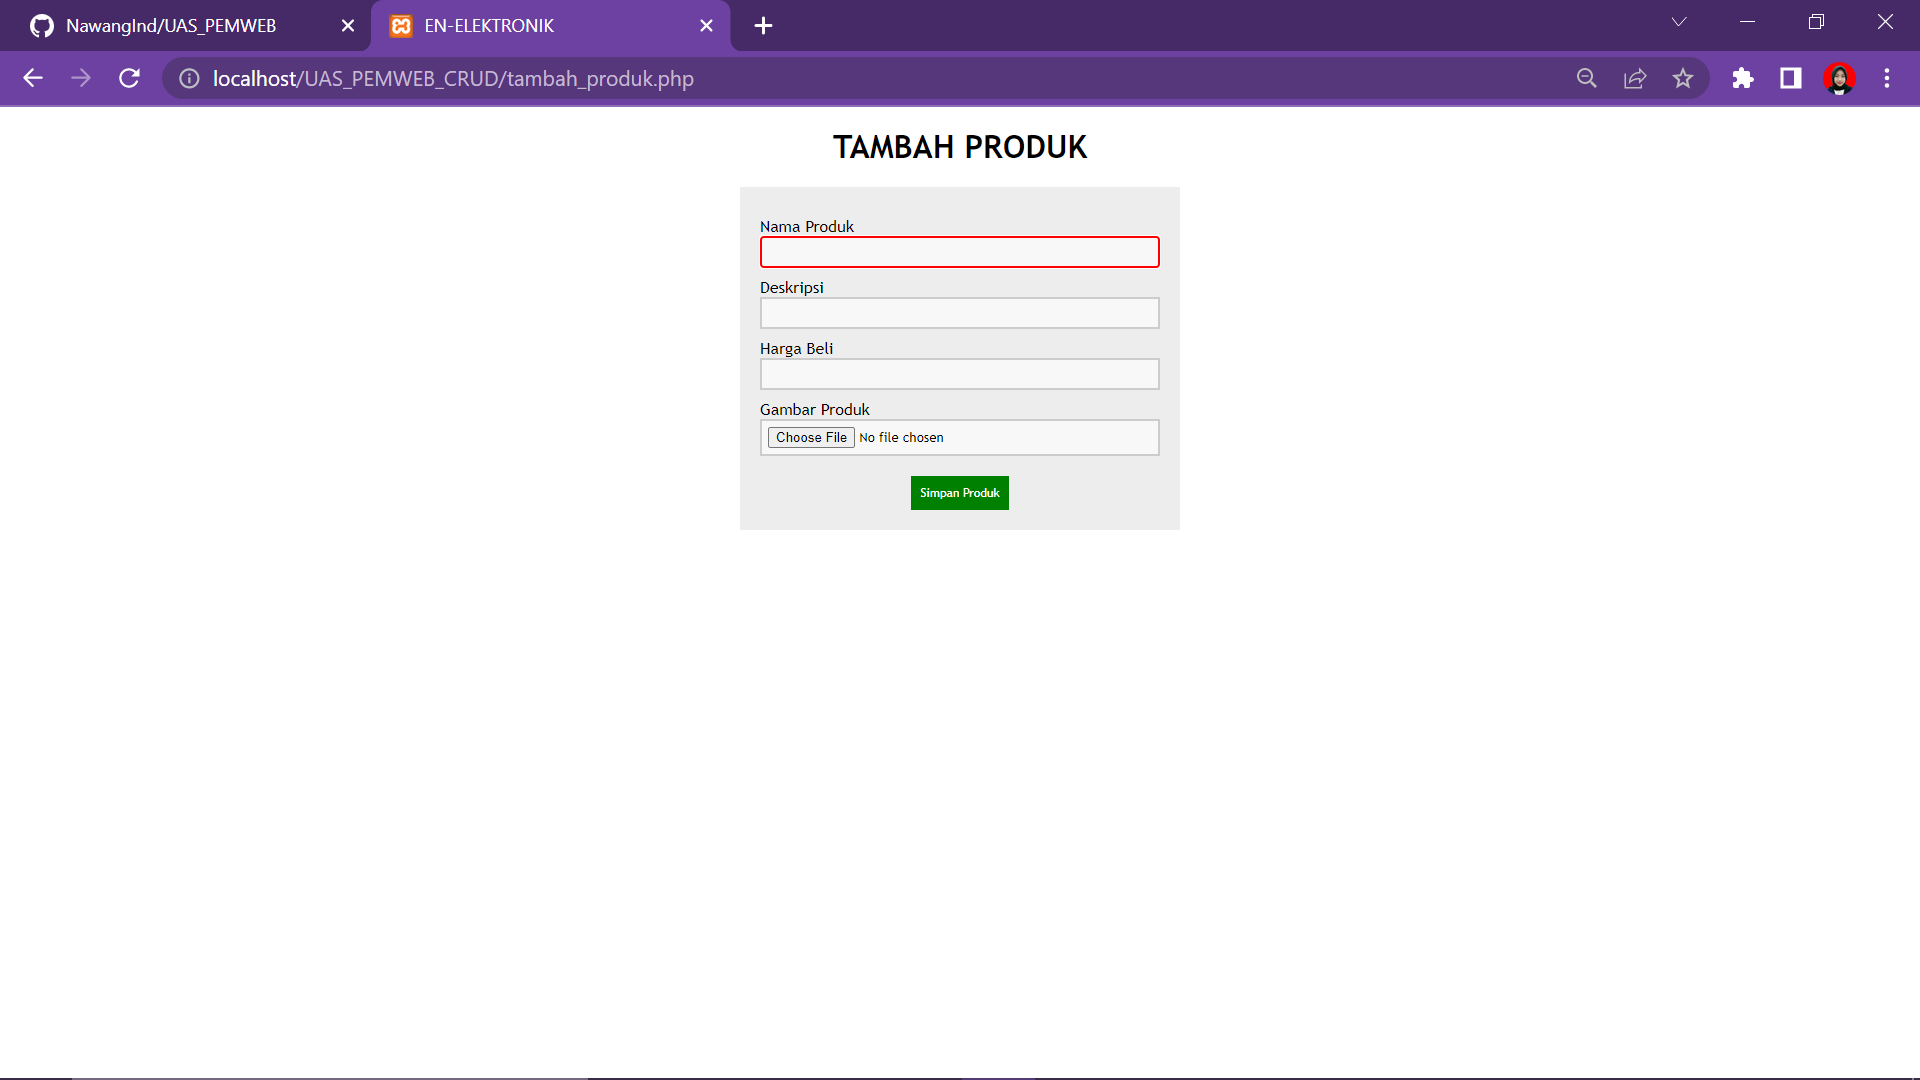 NawangInd/UAS_PEMWEB
EN-ELEKTRONIK
localhost/UAS_PEMWEB_CRUD/tambah_produk.php
TAMBAH PRODUK
Nama Produk
Deskripsi
Harga Beli
Gambar Produk
Choose File No file chosen
Simpan Produk